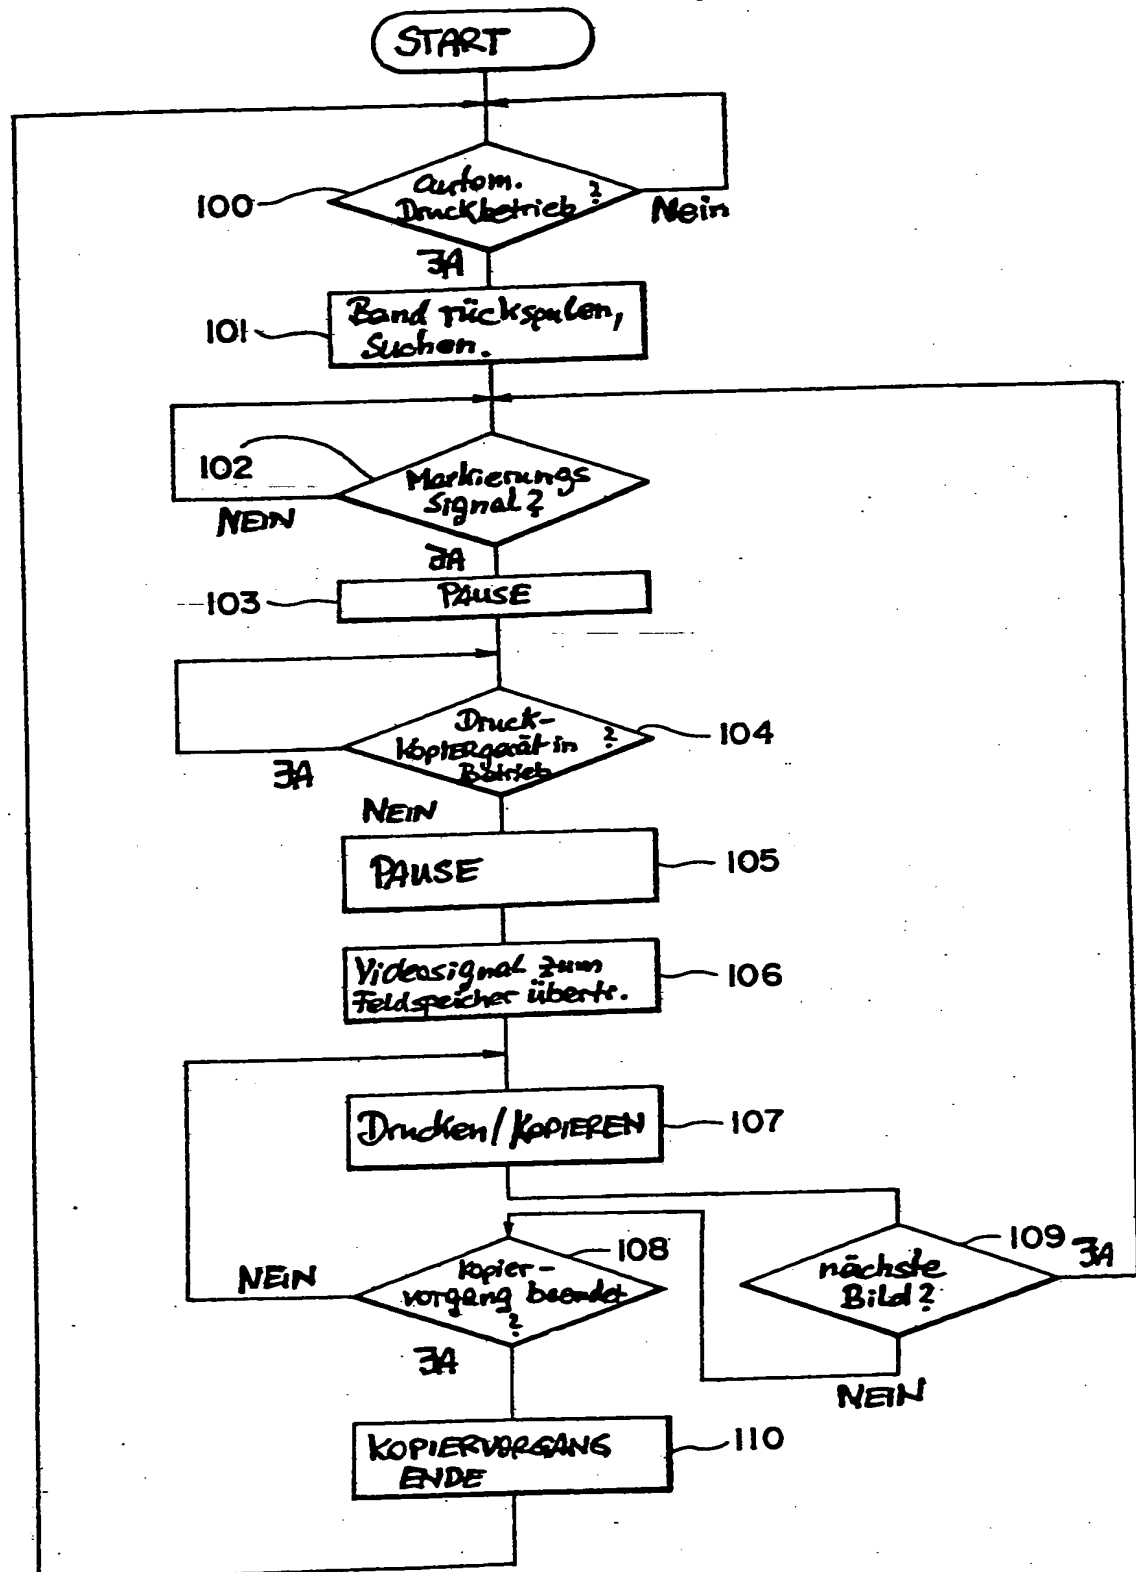 START
100
autom.
Druckbetrieb ?
Nein
JA
101
Band rückspulen,
Suchen.
102
Markierungs
Signal ?
NEIN
JA
103
PAUSE
Druck-
KOPIERgerät in ?
Betrieb
104
JA
NEIN
PAUSE
105
Videosignal zum
Feldspeicher übertr.
106
Drucken/KOPIEREN
107
108
Kopier-
vorgang beendet
?
NEIN
JA
109
nächste
Bild ?
JA
NEIN
KOPIERVORGANG
ENDE
110